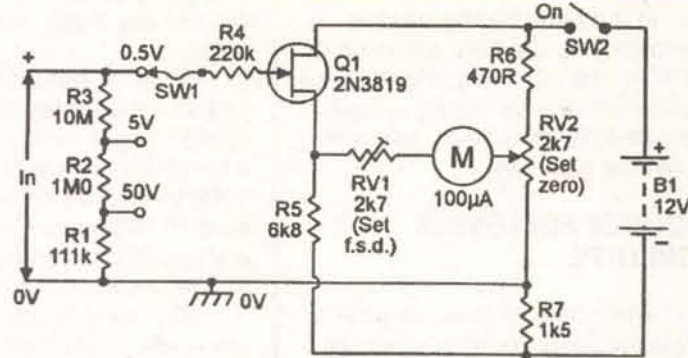 +
0.5V
SW1
R4
220k
Q1
2N3819
On
SW2
R6
470R
R3
10M
5V
In
R2
1M0
50V
R1
111k
0V
0V
R5
6k8
RV1
2k7
(Set
f.s.d.)
M
100µA
RV2
2k7
(Set
zero)
+
B1
12V
−
R7
1k5